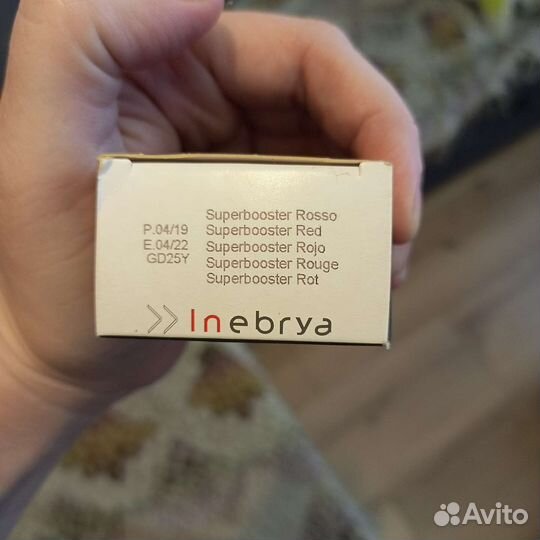 Superbooster Rosso
P.04/19 Superbooster Red
E.04/22 Superbooster Rojo
GD25Y Superbooster Rouge
Superbooster Rot
Inebrya
Avito